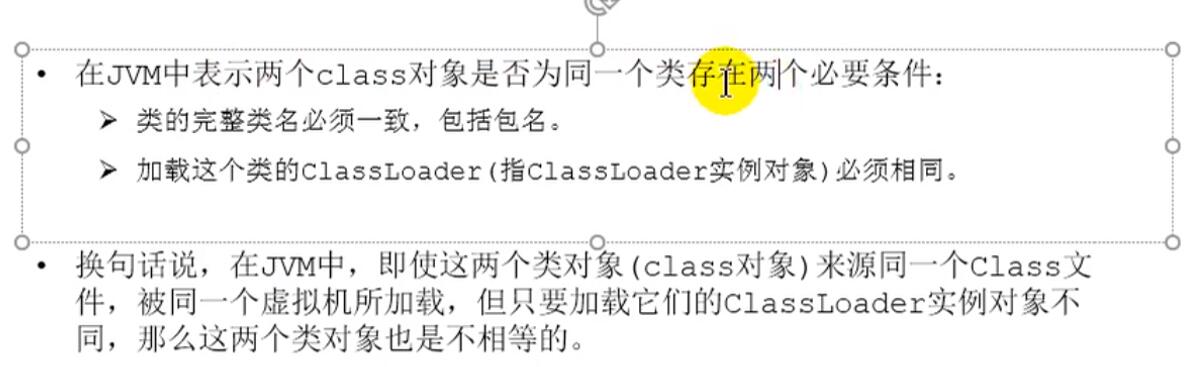 • 在JVM中表示两个class对象是否为同一个类存在两个必要条件：
➢ 类的完整类名必须一致，包括包名。
➢ 加载这个类的ClassLoader(指ClassLoader实例对象)必须相同。
• 换句话说，在JVM中，即使这两个类对象(class对象)来源同一个Class文
件，被同一个虚拟机所加载，但只要加载它们的ClassLoader实例对象不
同，那么这两个类对象也是不相等的。